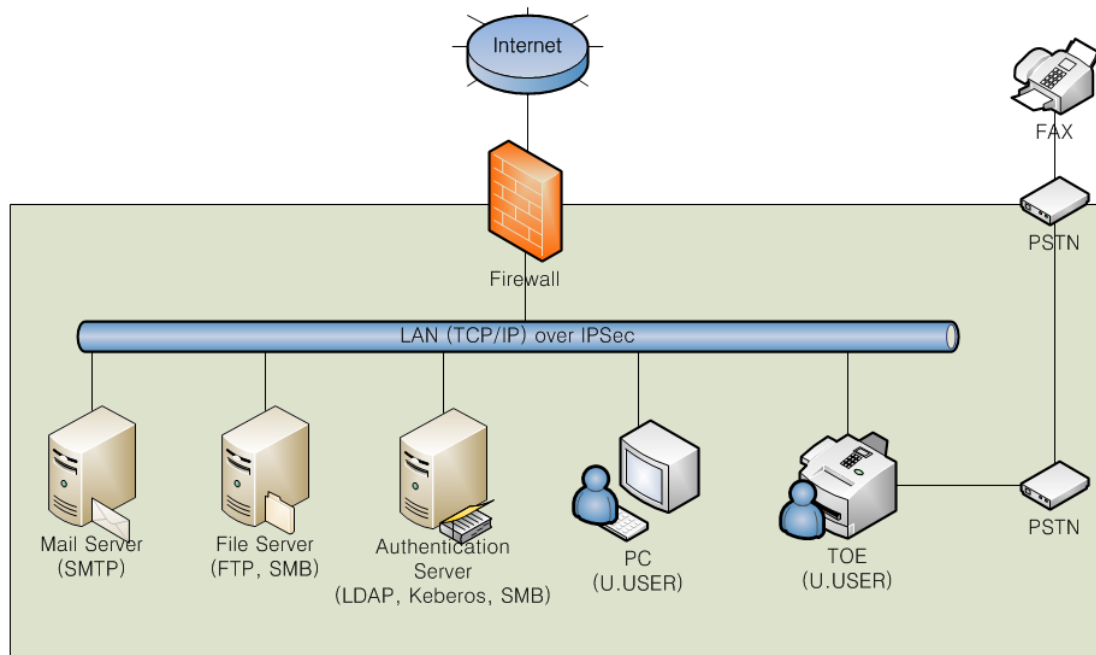 Internet
FAX
PSTN
Firewall
LAN (TCP/IP) over IPSec
Mail Server
(SMTP)
File Server
(FTP, SMB)
Authentication
Server
(LDAP, Keberos, SMB)
PC
(U.USER)
TOE
(U.USER)
PSTN